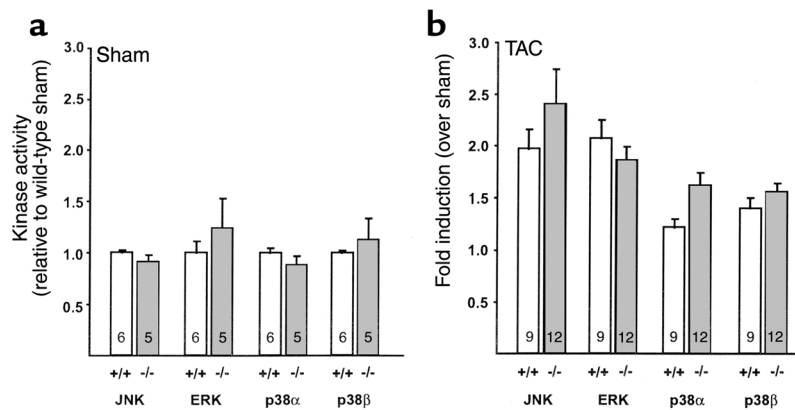 a
Sham
Kinase activity
(relative to wild-type sham)
3.0
2.5
2.0
1.5
1.0
0.5
6 5 6 5 6 5 6 5
+/+ -/- +/+ -/- +/+ -/- +/+ -/-
JNK ERK p38α p38β
b
TAC
Fold induction (over sham)
3.0
2.5
2.0
1.5
1.0
0.5
9 12 9 12 9 12 9 12
+/+ -/- +/+ -/- +/+ -/- +/+ -/-
JNK ERK p38α p38β